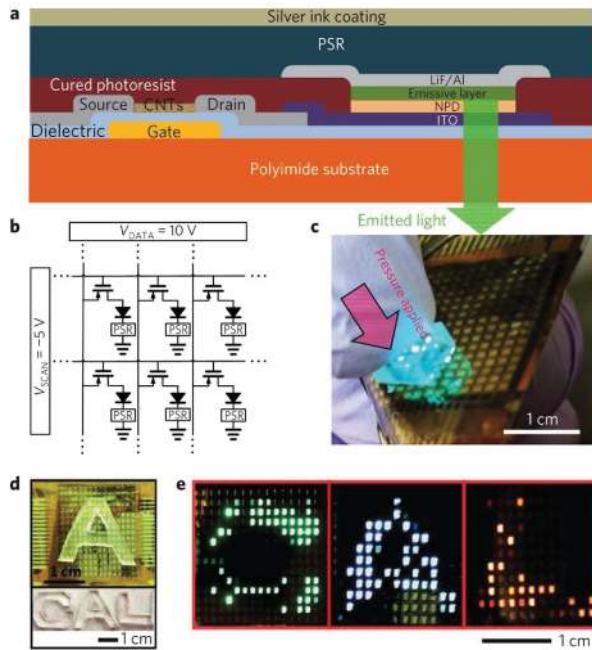 a
Silver ink coating
PSR
LiF/Al
Cured photoresist
Emissive layer
Source CNTs Drain
NPD
ITO
Dielectric
Gate
Polyimide substrate
Emitted light
b
V_DATA = 10 V
V_SCAN = −5 V
PSR PSR PSR
PSR PSR PSR
c
Pressure applied
1 cm
d
A
1 cm
CAL
1 cm
e
C A L
1 cm